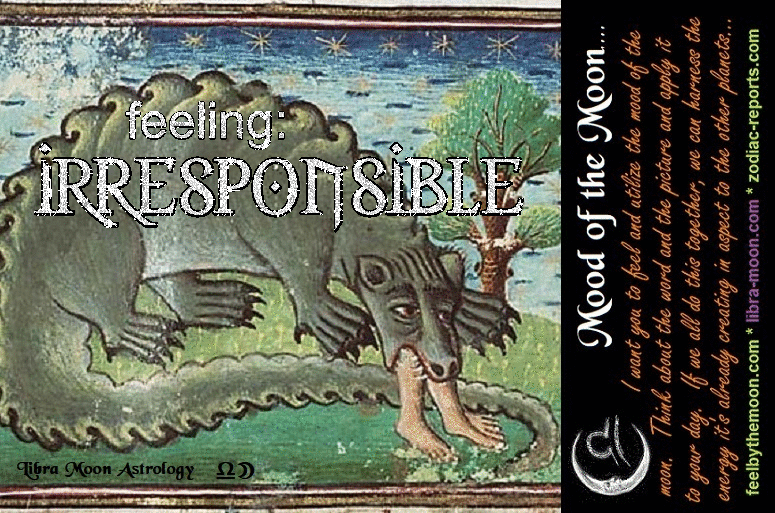 feeling:
iRRESPONSiBLE
Libra Moon Astrology
Mood of the Moon....
I want you to feel and utilize the mood of the
moon. Think about the word and the picture and apply it
to your day. If we all do this together, we can harness the
energy it's already creating in aspect to the other planets...
feelbythemoon.com * libra-moon.com * zodiac-reports.com